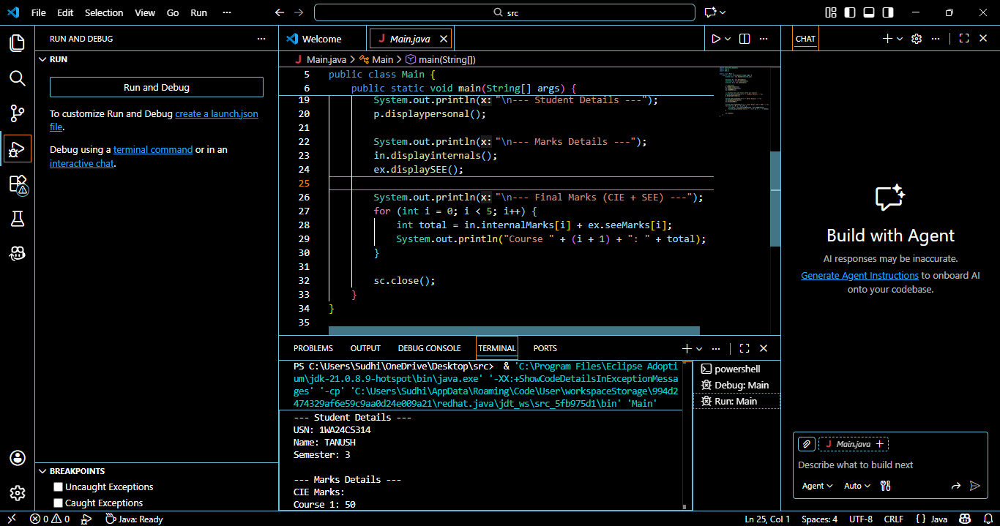 File Edit Selection View Go Run ··· src
RUN AND DEBUG ···
RUN
Run and Debug
To customize Run and Debug create a launch.json
file.
Debug using a terminal command or in an
interactive chat.
BREAKPOINTS
Uncaught Exceptions
Caught Exceptions
Welcome J Main.java
J Main.java > Main > main(String[])
5 public class Main {
6 public static void main(String[] args) {
19 System.out.println(x: "\n--- Student Details ---");
20 p.displaypersonal();
21
22 System.out.println(x: "\n--- Marks Details ---");
23 in.displayinternals();
24 ex.displaySEE();
25
26 System.out.println(x: "\n--- Final Marks (CIE + SEE) ---");
27 for (int i = 0; i < 5; i++) {
28 int total = in.internalMarks[i] + ex.seeMarks[i];
29 System.out.println("Course " + (i + 1) + ": " + total);
30 }
31
32 sc.close();
33 }
34 }
35
PROBLEMS OUTPUT DEBUG CONSOLE TERMINAL PORTS
PS C:\Users\Sudhi\OneDrive\Desktop\src> & 'C:\Program Files\Eclipse Adopti
um\jdk-21.0.8.9-hotspot\bin\java.exe' '-XX:+ShowCodeDetailsInExceptionMessa
ges' '-cp' 'C:\Users\Sudhi\AppData\Roaming\Code\User\workspaceStorage\994d2
474329af6e59c9aa0d24e009a21\redhat.java\jdt_ws\src_5fb975d1\bin' 'Main'
--- Student Details ---
USN: 1WA24CS314
Name: TANUSH
Semester: 3
--- Marks Details ---
CIE Marks:
Course 1: 50
powershell
Debug: Main
Run: Main
CHAT
Build with Agent
AI responses may be inaccurate.
Generate Agent Instructions to onboard AI
onto your codebase.
J Main.java +
Describe what to build next
Agent Auto
0 0 Java: Ready Ln 25, Col 1 Spaces: 4 UTF-8 CRLF {} Java